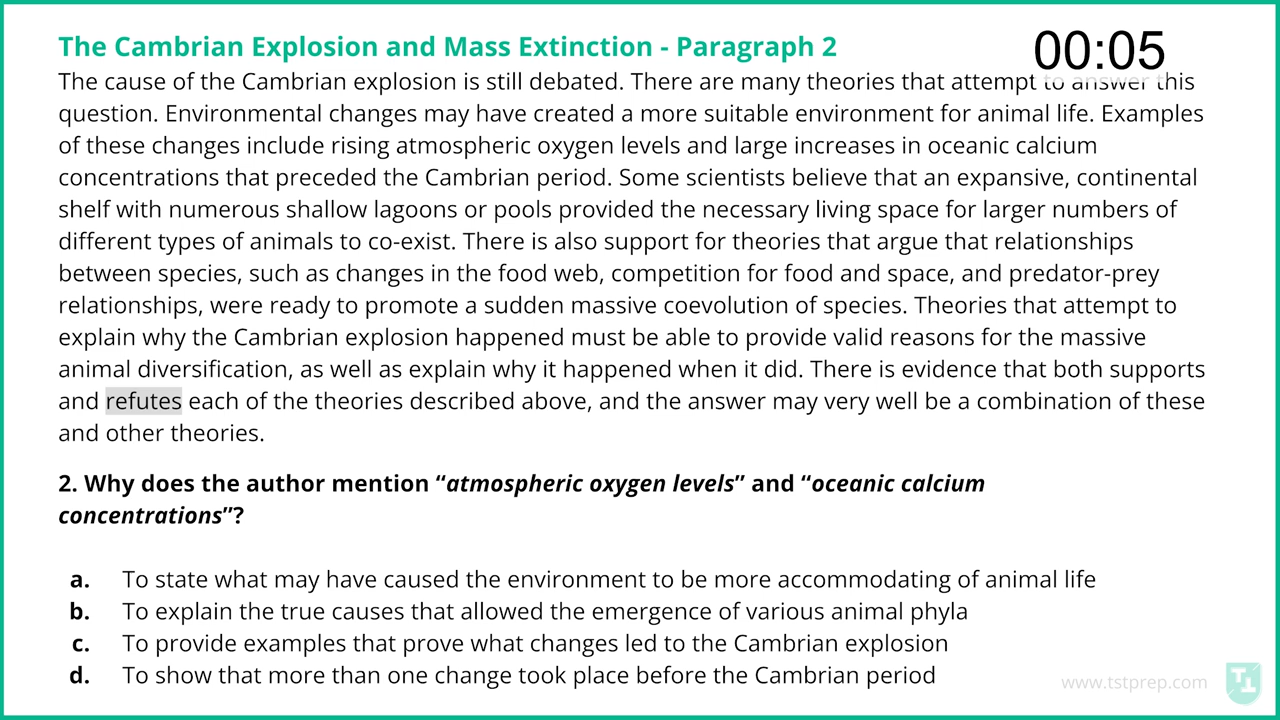 The Cambrian Explosion and Mass Extinction - Paragraph 2
00:05
The cause of the Cambrian explosion is still debated. There are many theories that attempt to answer this
question. Environmental changes may have created a more suitable environment for animal life. Examples
of these changes include rising atmospheric oxygen levels and large increases in oceanic calcium
concentrations that preceded the Cambrian period. Some scientists believe that an expansive, continental
shelf with numerous shallow lagoons or pools provided the necessary living space for larger numbers of
different types of animals to co-exist. There is also support for theories that argue that relationships
between species, such as changes in the food web, competition for food and space, and predator-prey
relationships, were ready to promote a sudden massive coevolution of species. Theories that attempt to
explain why the Cambrian explosion happened must be able to provide valid reasons for the massive
animal diversification, as well as explain why it happened when it did. There is evidence that both supports
and refutes each of the theories described above, and the answer may very well be a combination of these
and other theories.
2. Why does the author mention “atmospheric oxygen levels” and “oceanic calcium
concentrations”?
a. To state what may have caused the environment to be more accommodating of animal life
b. To explain the true causes that allowed the emergence of various animal phyla
c. To provide examples that prove what changes led to the Cambrian explosion
d. To show that more than one change took place before the Cambrian period
www.tstprep.com